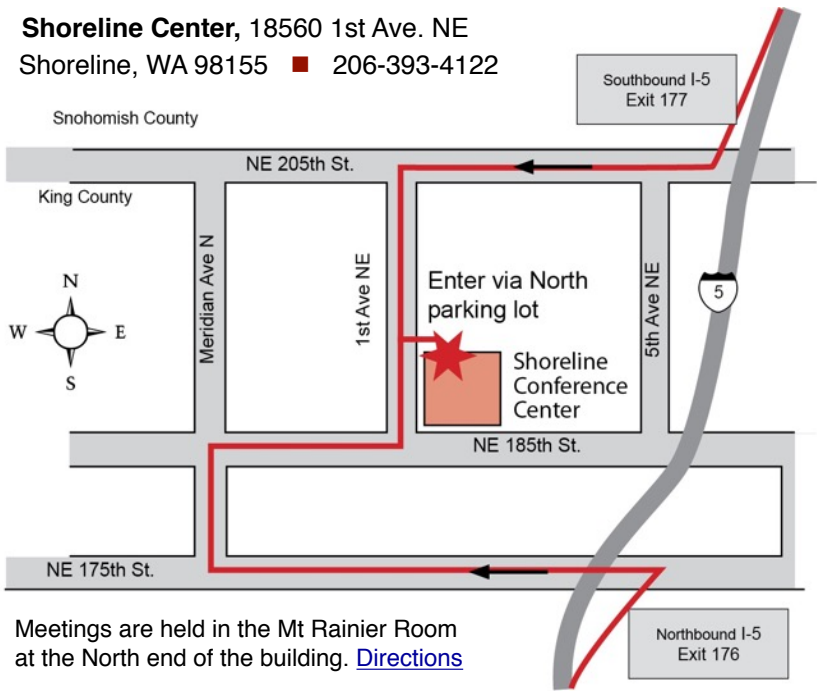 Shoreline Center, 18560 1st Ave. NE
Shoreline, WA 98155 ■ 206-393-4122
Southbound I-5
Exit 177
Snohomish County
NE 205th St.
King County
Meridian Ave N
1st Ave NE
5th Ave NE
5
N
W E
S
Enter via North
parking lot
Shoreline
Conference
Center
NE 185th St.
NE 175th St.
Meetings are held in the Mt Rainier Room
at the North end of the building. Directions
Northbound I-5
Exit 176